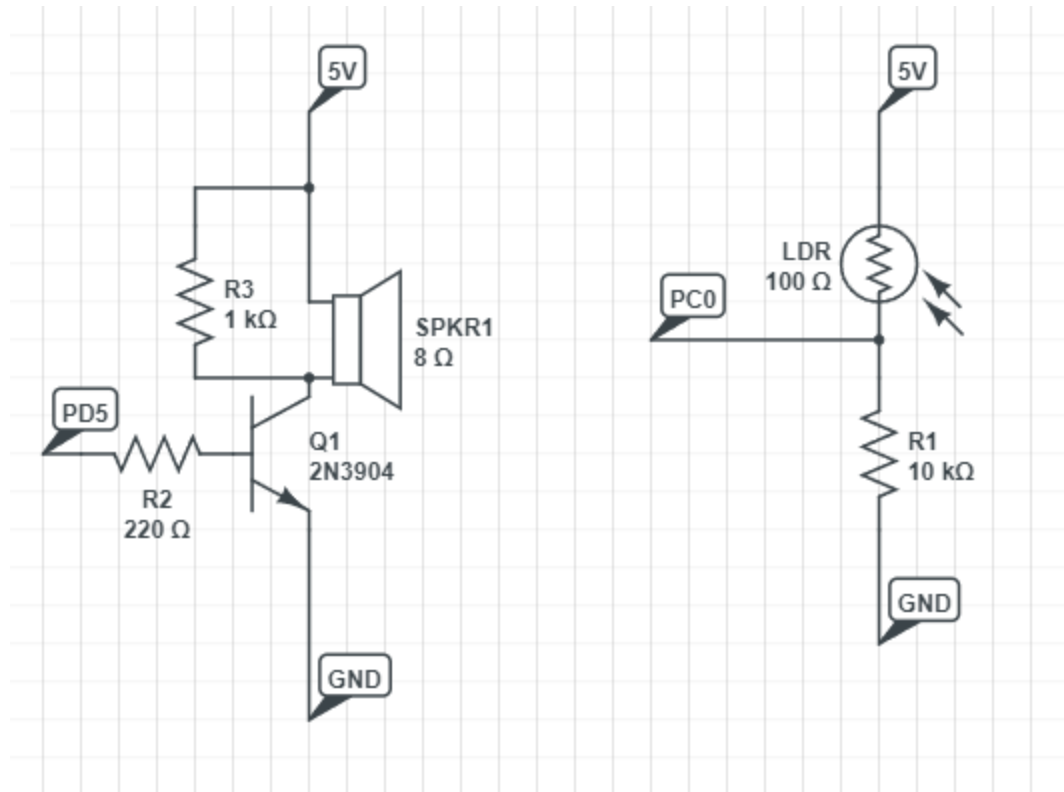 5V
5V
LDR
100 Ω
PC0
R3
1 kΩ
SPKR1
8 Ω
PD5
Q1
2N3904
R1
10 kΩ
R2
220 Ω
GND
GND